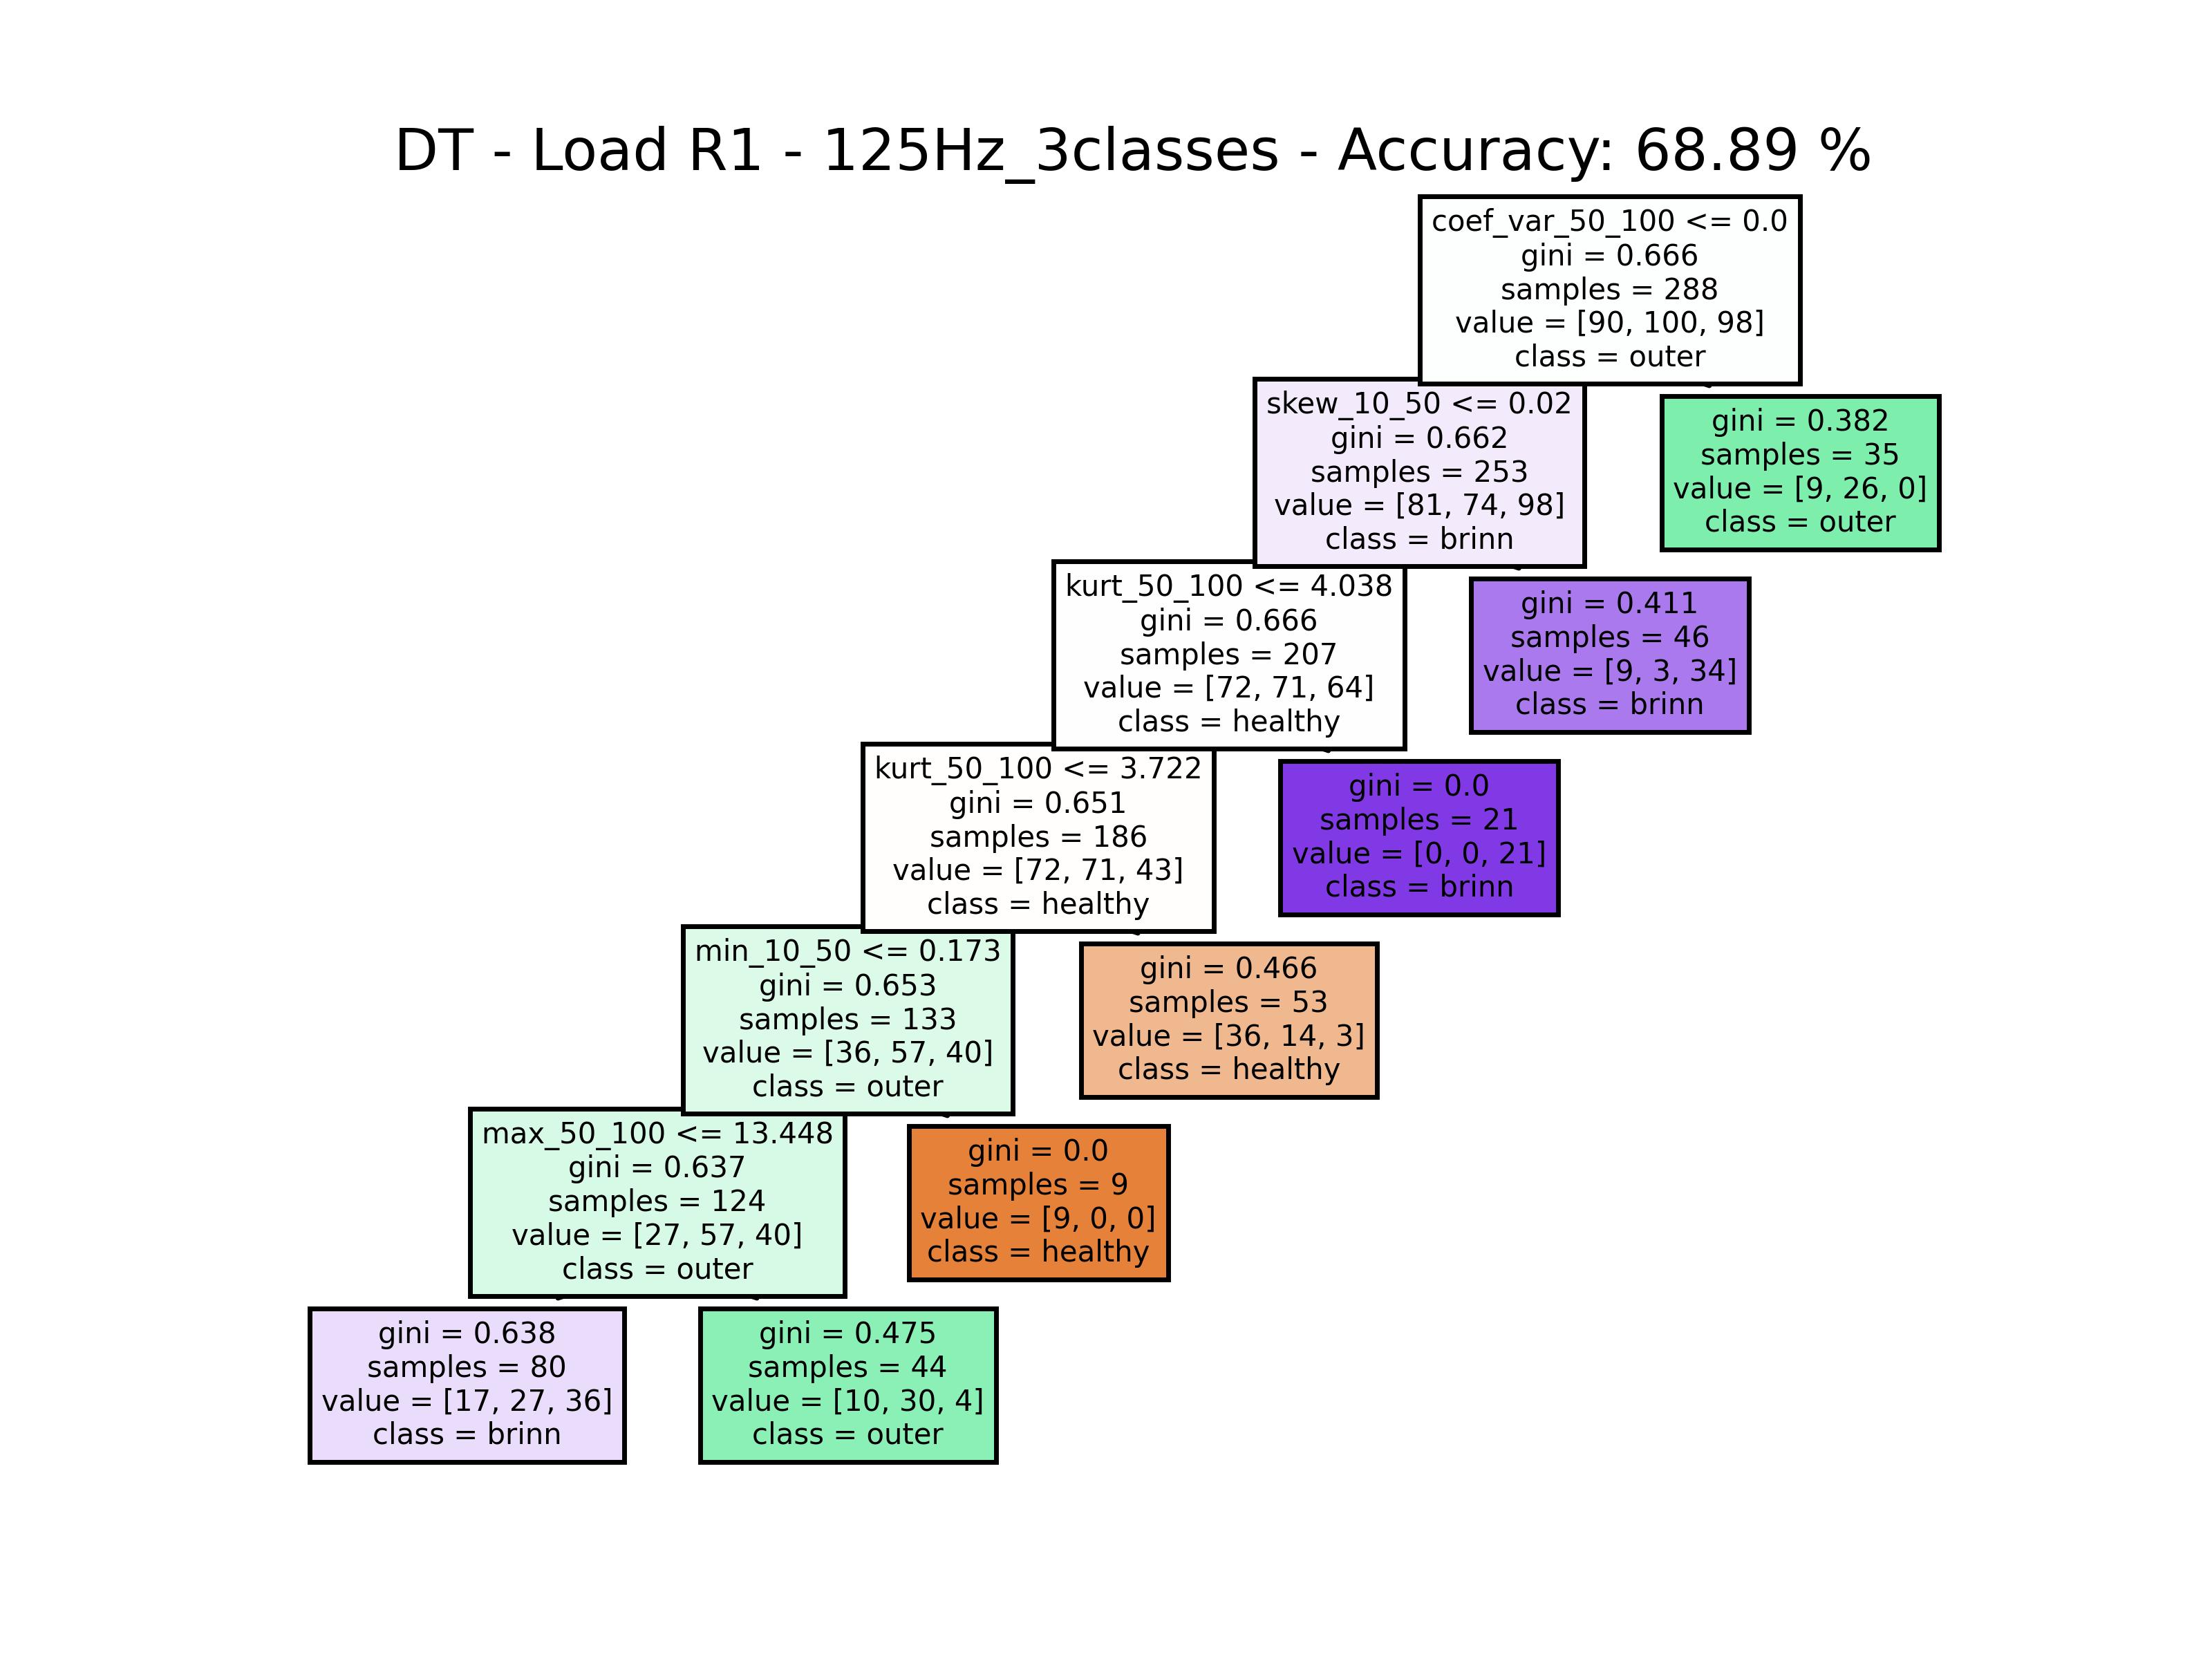 DT - Load R1 - 125Hz_3classes - Accuracy: 68.89 %
coef_var_50_100 <= 0.0
gini = 0.666
samples = 288
value = [90, 100, 98]
class = outer
skew_10_50 <= 0.02
gini = 0.662
samples = 253
value = [81, 74, 98]
class = brinn
gini = 0.382
samples = 35
value = [9, 26, 0]
class = outer
kurt_50_100 <= 4.038
gini = 0.666
samples = 207
value = [72, 71, 64]
class = healthy
gini = 0.411
samples = 46
value = [9, 3, 34]
class = brinn
kurt_50_100 <= 3.722
gini = 0.651
samples = 186
value = [72, 71, 43]
class = healthy
gini = 0.0
samples = 21
value = [0, 0, 21]
class = brinn
min_10_50 <= 0.173
gini = 0.653
samples = 133
value = [36, 57, 40]
class = outer
gini = 0.466
samples = 53
value = [36, 14, 3]
class = healthy
max_50_100 <= 13.448
gini = 0.637
samples = 124
value = [27, 57, 40]
class = outer
gini = 0.0
samples = 9
value = [9, 0, 0]
class = healthy
gini = 0.638
samples = 80
value = [17, 27, 36]
class = brinn
gini = 0.475
samples = 44
value = [10, 30, 4]
class = outer